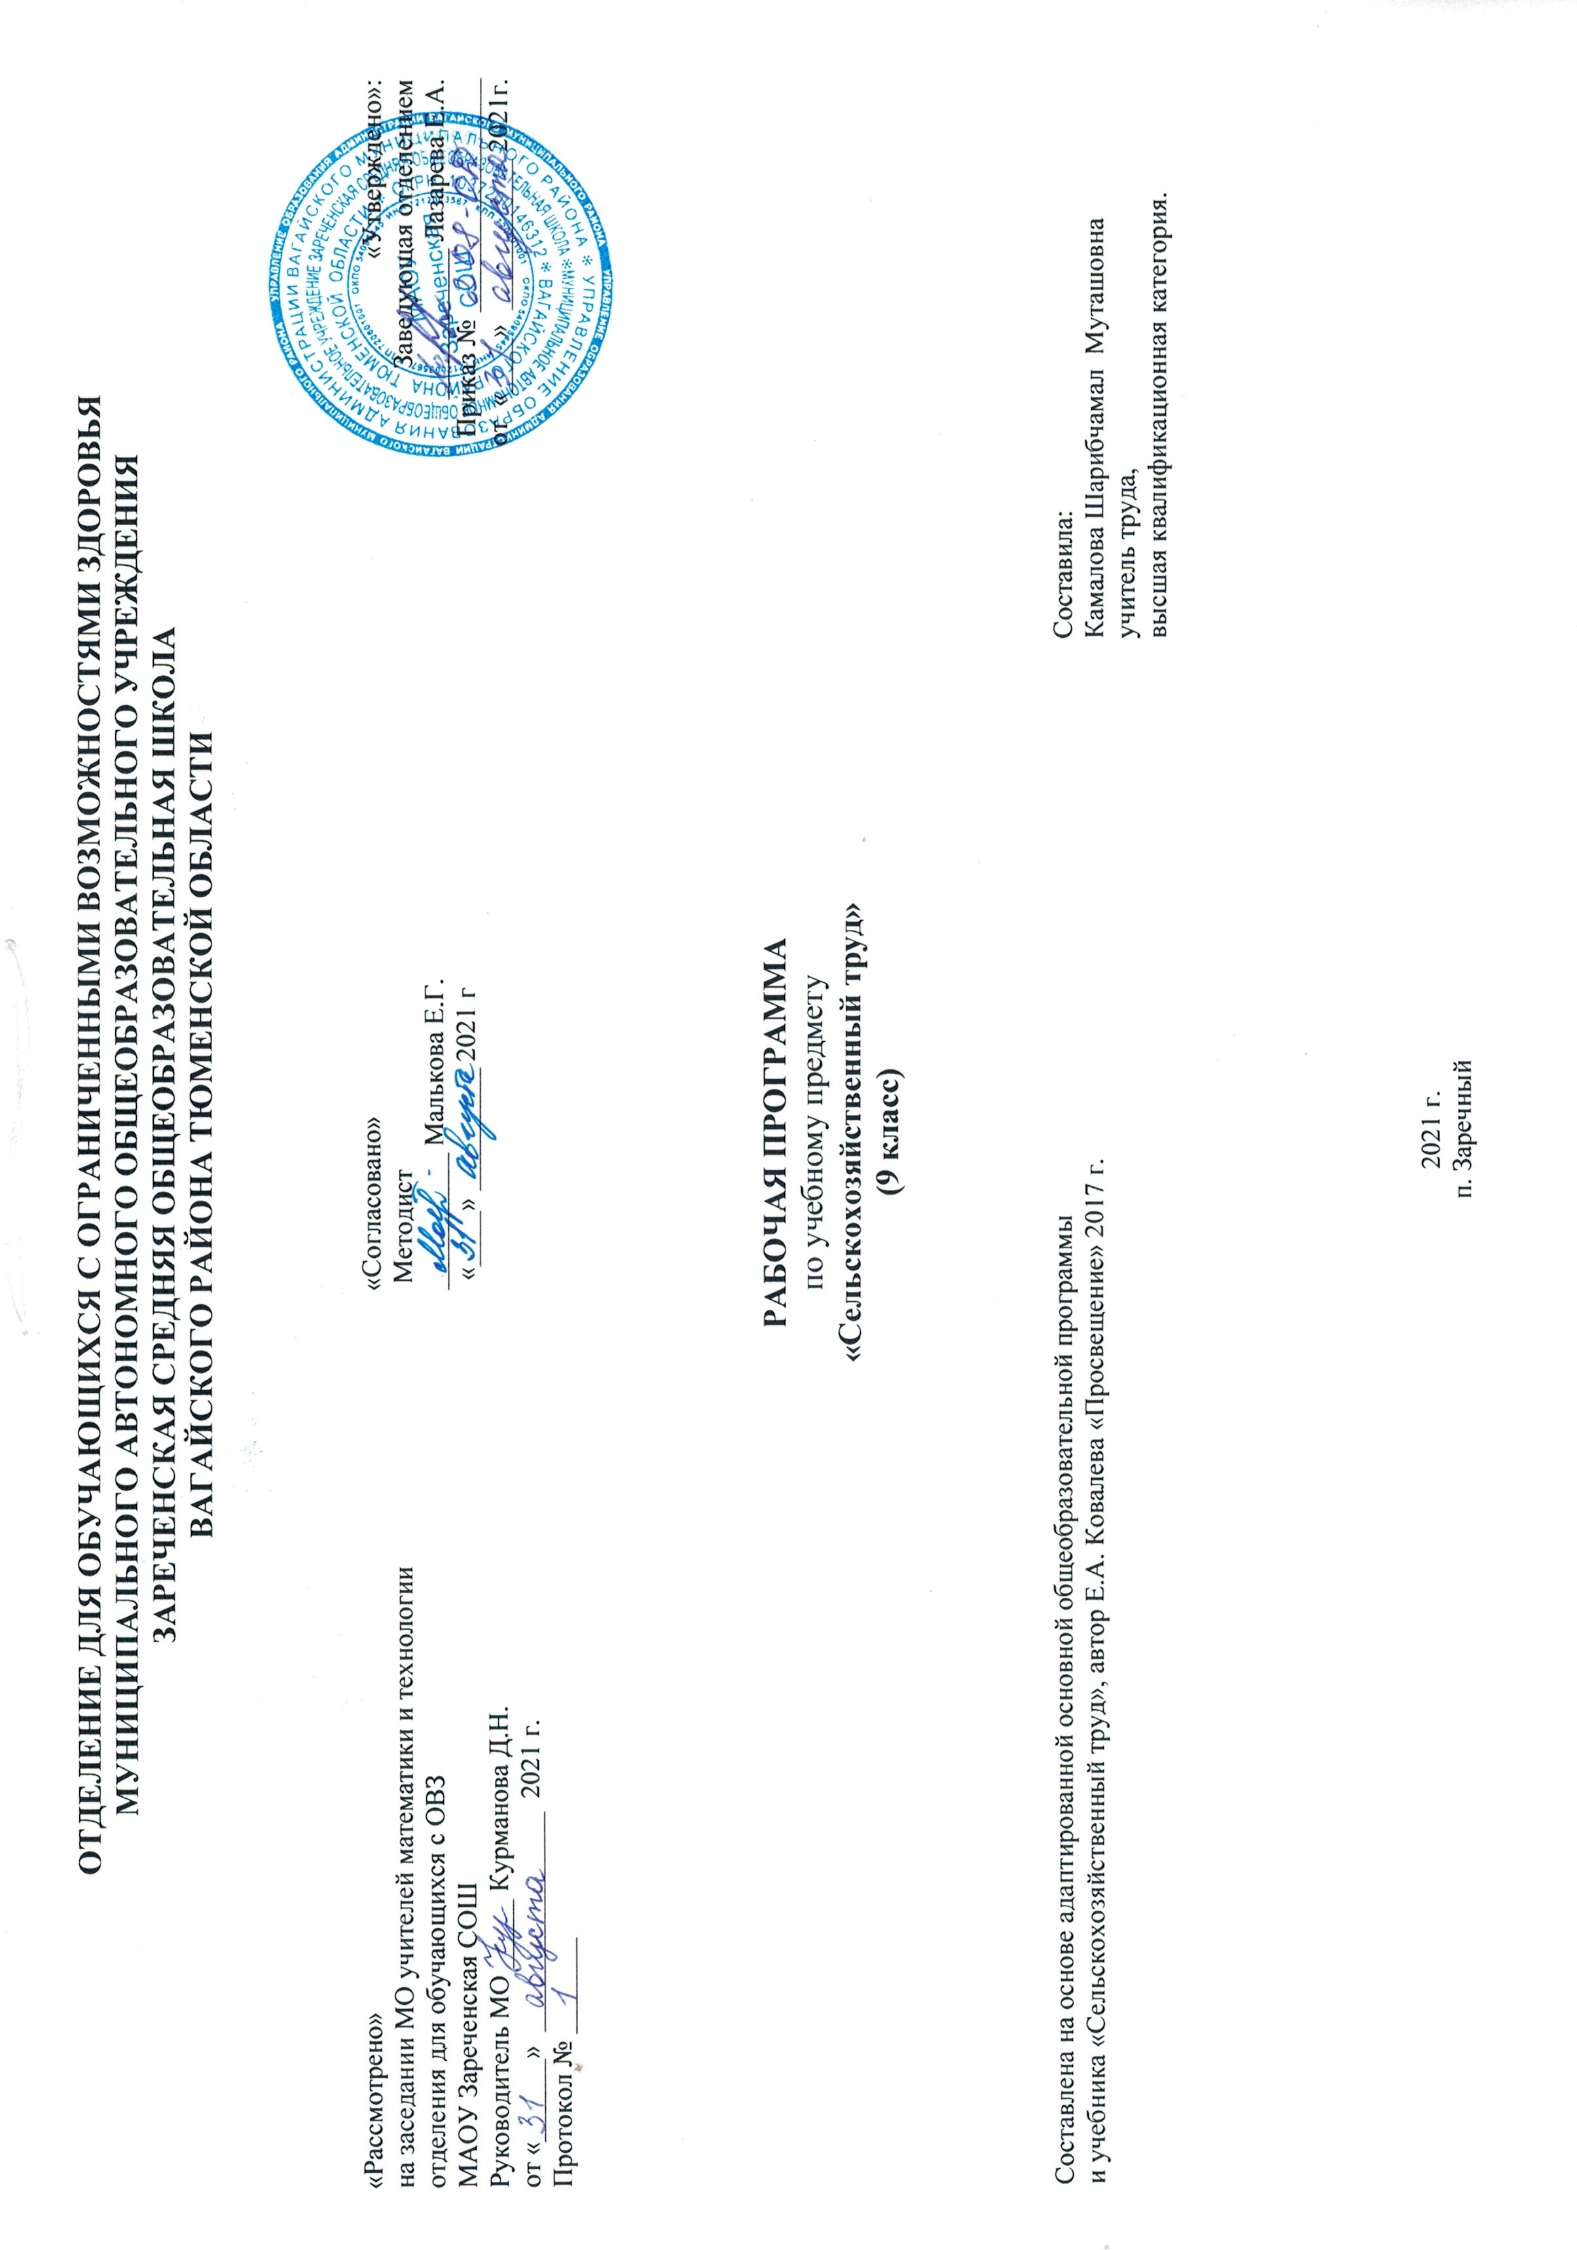 ОТДЕЛЕНИЕ ДЛЯ ОБУЧАЮЩИХСЯ С ОГРАНИЧЕННЫМИ ВОЗМОЖНОСТЯМИ ЗДОРОВЬЯ
МУНИЦИПАЛЬНОГО АВТОНОМНОГО ОБЩЕОБРАЗОВАТЕЛЬНОГО УЧРЕЖДЕНИЯ
ЗАРЕЧЕНСКАЯ СРЕДНЯЯ ОБЩЕОБРАЗОВАТЕЛЬНАЯ ШКОЛА
ВАГАЙСКОГО РАЙОНА ТЮМЕНСКОЙ ОБЛАСТИ
«Рассмотрено»
на заседании МО учителей математики и технологии
отделения для обучающихся с ОВЗ
МАОУ Зареченская СОШ
Руководитель МО Курманова Д.Н.
от « 31 » августа 2021 г.
Протокол № 1
«Согласовано»
Методист
Малькова Е.Г.
« 31 » августа 2021 г
«Утверждено»:
Заведующая отделением
Лазарева Е.А.
Приказ №
от « 31 » августа 2021г.
РАБОЧАЯ ПРОГРАММА
по учебному предмету
«Сельскохозяйственный труд»
(9 класс)
Составлена на основе адаптированной основной общеобразовательной программы
и учебника «Сельскохозяйственный труд», автор Е.А. Ковалева «Просвещение» 2017 г.
Составила:
Камалова Шарибчамал Муташовна
учитель труда,
высшая квалификационная категория.
2021 г.
п. Заречный